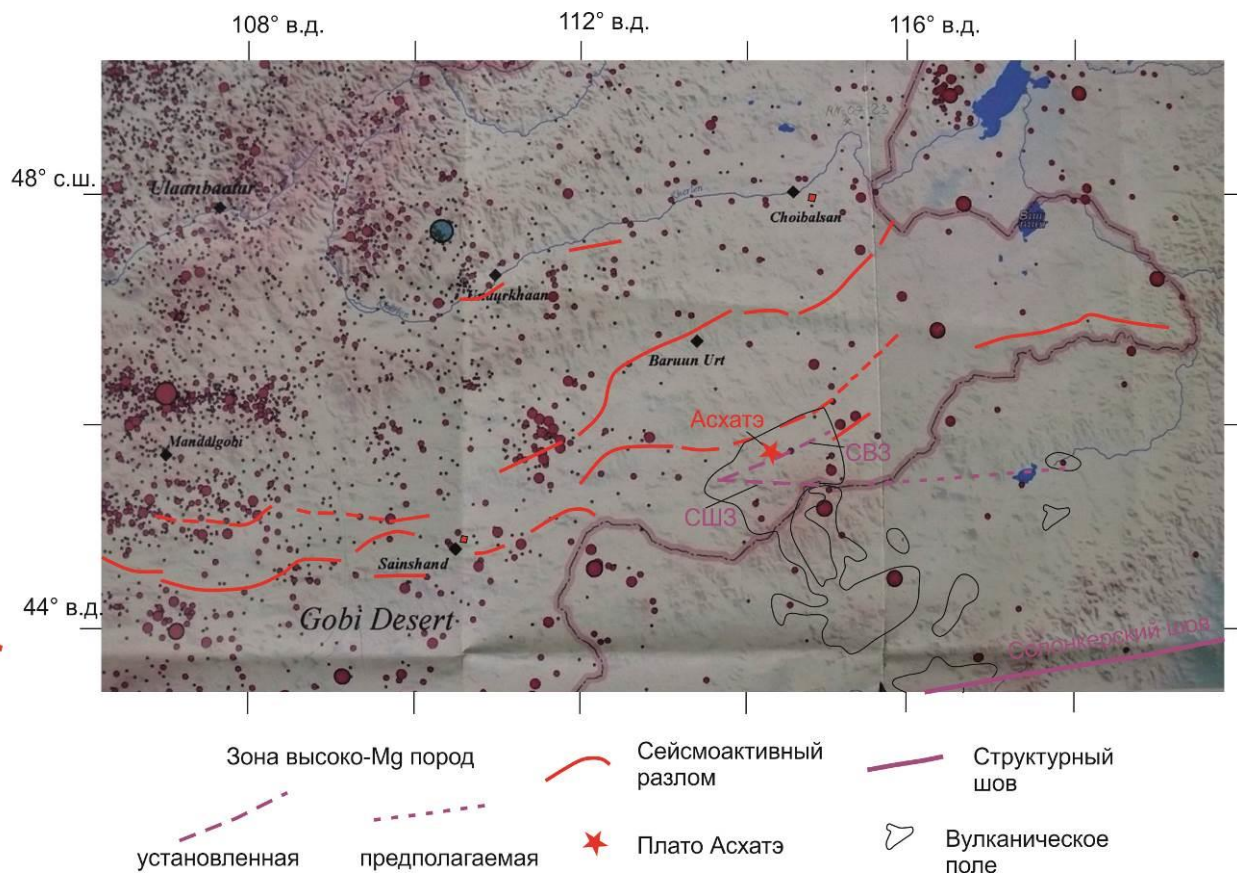 108° в.д.
112° в.д.
116° в.д.
48° с.ш.
Ulaanbaatar
Choibalsan
Undurkhaan
Baruun Urt
Асхатэ
Mandalgobi
СВЗ
СШЗ
Sainshand
44° в.д.
Gobi Desert
Солонкерский шов
Зона высоко-Mg пород
Сейсмоактивный
разлом
Структурный
шов
установленная
предполагаемая
Плато Асхатэ
Вулканическое
поле